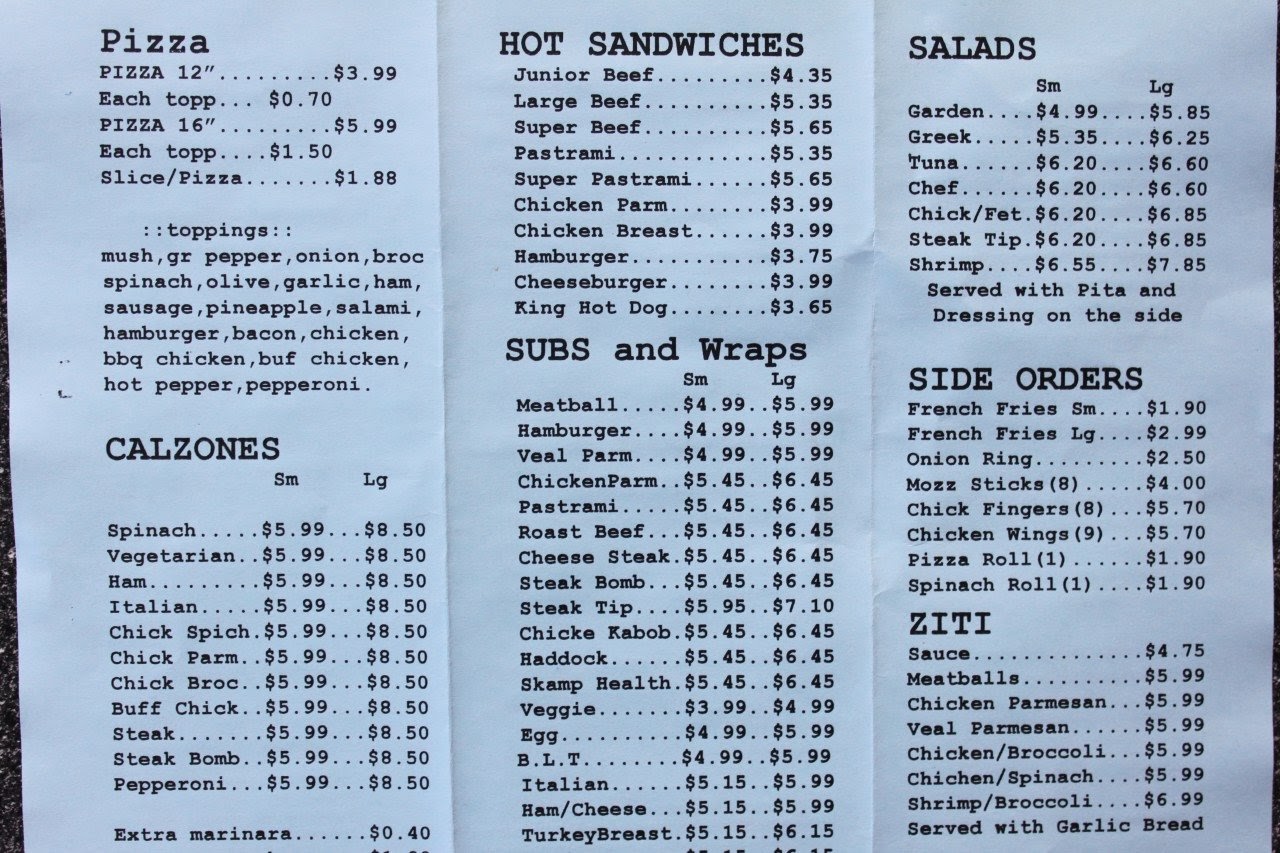 Pizza
PIZZA 12″.........$3.99
Each topp... $0.70
PIZZA 16″.........$5.99
Each topp....$1.50
Slice/Pizza.......$1.88
::toppings::
mush,gr pepper,onion,broc
spinach,olive,garlic,ham,
sausage,pineapple,salami,
hamburger,bacon,chicken,
bbq chicken,buf chicken,
hot pepper,pepperoni.
CALZONES
Sm Lg
Spinach.....$5.99...$8.50
Vegetarian..$5.99...$8.50
Ham.........$5.99...$8.50
Italian.....$5.99...$8.50
Chick Spich.$5.99...$8.50
Chick Parm..$5.99...$8.50
Chick Broc..$5.99...$8.50
Buff Chick..$5.99...$8.50
Steak.......$5.99...$8.50
Steak Bomb..$5.99...$8.50
Pepperoni...$5.99...$8.50
Extra marinara......$0.40
HOT SANDWICHES
Junior Beef.........$4.35
Large Beef..........$5.35
Super Beef..........$5.65
Pastrami............$5.35
Super Pastrami......$5.65
Chicken Parm........$3.99
Chicken Breast......$3.99
Hamburger...........$3.75
Cheeseburger........$3.99
King Hot Dog........$3.65
SUBS and Wraps
Sm Lg
Meatball.....$4.99..$5.99
Hamburger....$4.99..$5.99
Veal Parm....$4.99..$5.99
ChickenParm..$5.45..$6.45
Pastrami.....$5.45..$6.45
Roast Beef...$5.45..$6.45
Cheese Steak.$5.45..$6.45
Steak Bomb...$5.45..$6.45
Steak Tip....$5.95..$7.10
Chicke Kabob.$5.45..$6.45
Haddock......$5.45..$6.45
Skamp Health.$5.45..$6.45
Veggie.......$3.99..$4.99
Egg..........$4.99..$5.99
B.L.T........$4.99..$5.99
Italian......$5.15..$5.99
Ham/Cheese...$5.15..$5.99
TurkeyBreast.$5.15..$6.15
SALADS
Sm Lg
Garden....$4.99....$5.85
Greek.....$5.35....$6.25
Tuna......$6.20....$6.60
Chef......$6.20....$6.60
Chick/Fet.$6.20....$6.85
Steak Tip.$6.20....$6.85
Shrimp....$6.55....$7.85
Served with Pita and
Dressing on the side
SIDE ORDERS
French Fries Sm....$1.90
French Fries Lg....$2.99
Onion Ring.........$2.50
Mozz Sticks(8).....$4.00
Chick Fingers(8)...$5.70
Chicken Wings(9)...$5.70
Pizza Roll(1)......$1.90
Spinach Roll(1)....$1.90
ZITI
Sauce..............$4.75
Meatballs..........$5.99
Chicken Parmesan...$5.99
Veal Parmesan......$5.99
Chicken/Broccoli...$5.99
Chichen/Spinach....$5.99
Shrimp/Broccoli....$6.99
Served with Garlic Bread